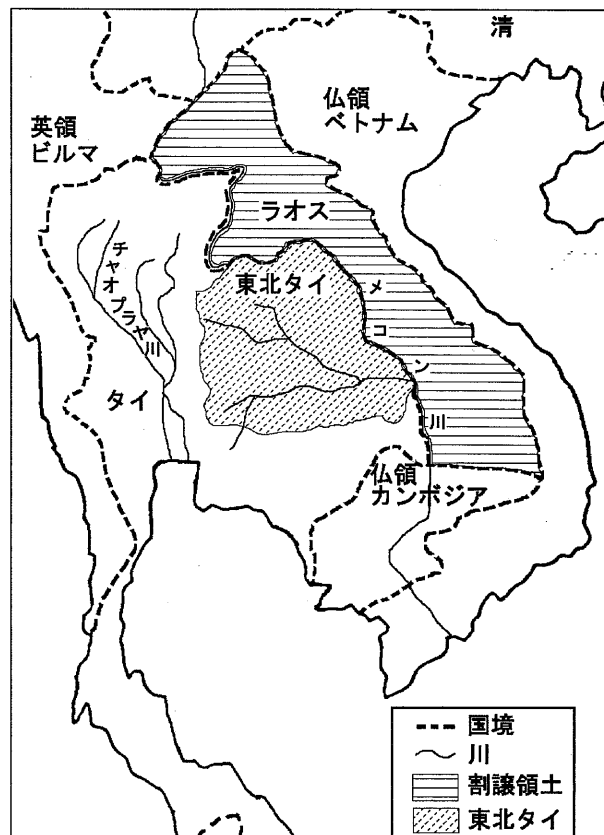 清
仏領
ベトナム
英領
ビルマ
ラオス
チャオプラヤ川
東北タイ
メコン川
タイ
仏領
カンボジア
国境
川
割譲領土
東北タイ